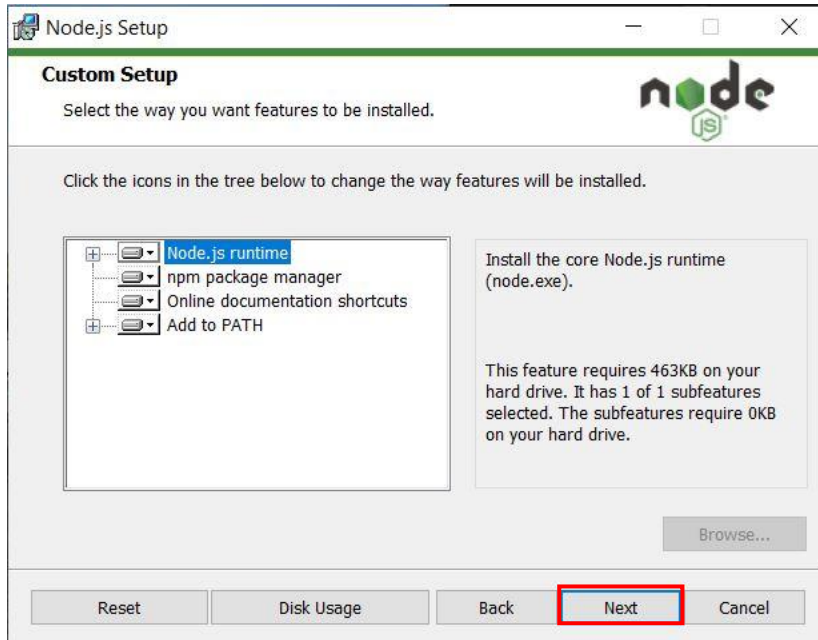 Node.js Setup
Custom Setup
Select the way you want features to be installed.
node
JS
Click the icons in the tree below to change the way features will be installed.
Node.js runtime
npm package manager
Online documentation shortcuts
Add to PATH
Install the core Node.js runtime
(node.exe).
This feature requires 463KB on your
hard drive. It has 1 of 1 subfeatures
selected. The subfeatures require 0KB
on your hard drive.
Browse...
Reset Disk Usage Back Next Cancel